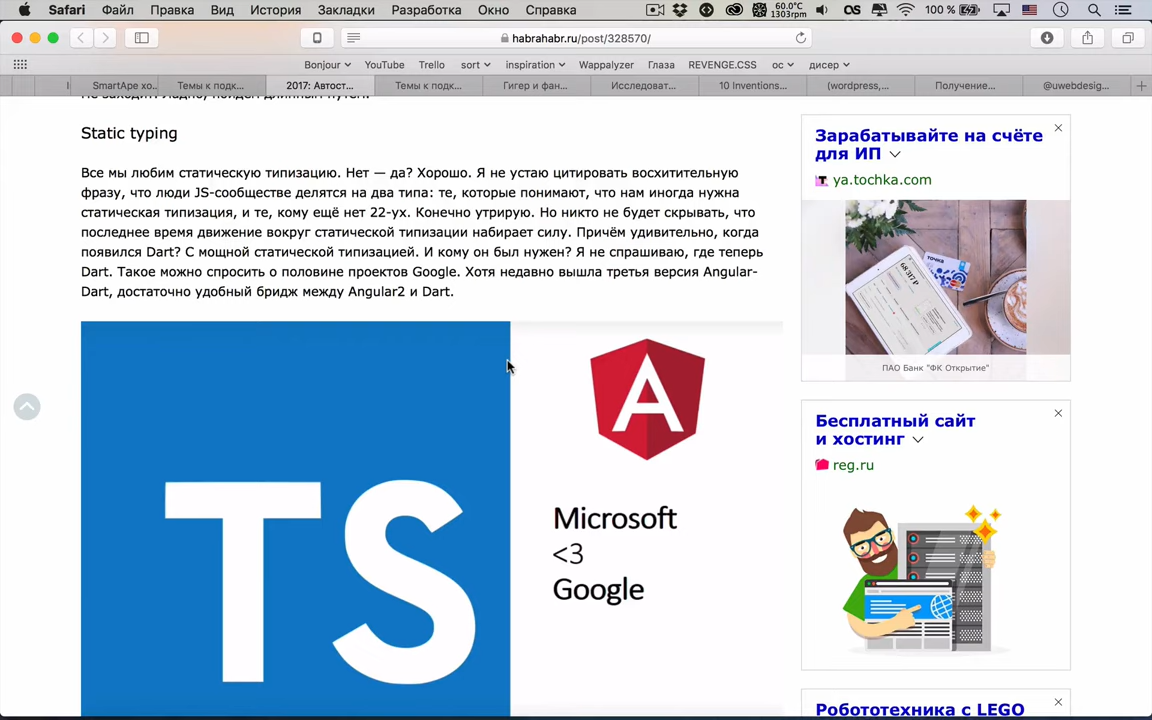 Safari Файл Правка Вид История Закладки Разработка Окно Справка 60.0°C 1303rpm 100 %
habrahabr.ru/post/328570/
Bonjour YouTube Trello sort inspiration Wappalyzer Глаза REVENGE.CSS ос дисер
SmartApe хо... Темы к подк... 2017: Автост... Темы к подк... Гигер и фан... Исследоват... 10 Inventions... (wordpress,... Получение... @uwebdesig...
Static typing
Все мы любим статическую типизацию. Нет — да? Хорошо. Я не устаю цитировать восхитительную
фразу, что люди JS-сообществе делятся на два типа: те, которые понимают, что нам иногда нужна
статическая типизация, и те, кому ещё нет 22-ух. Конечно утрирую. Но никто не будет скрывать, что
последнее время движение вокруг статической типизации набирает силу. Причём удивительно, когда
появился Dart? С мощной статической типизацией. И кому он был нужен? Я не спрашиваю, где теперь
Dart. Такое можно спросить о половине проектов Google. Хотя недавно вышла третья версия Angular-
Dart, достаточно удобный бридж между Angular2 и Dart.
TS
A
Microsoft
<3
Google
Зарабатывайте на счёте
для ИП
ya.tochka.com
точка
ПАО Банк "ФК Открытие"
Бесплатный сайт
и хостинг
reg.ru
Робототехника с LEGO